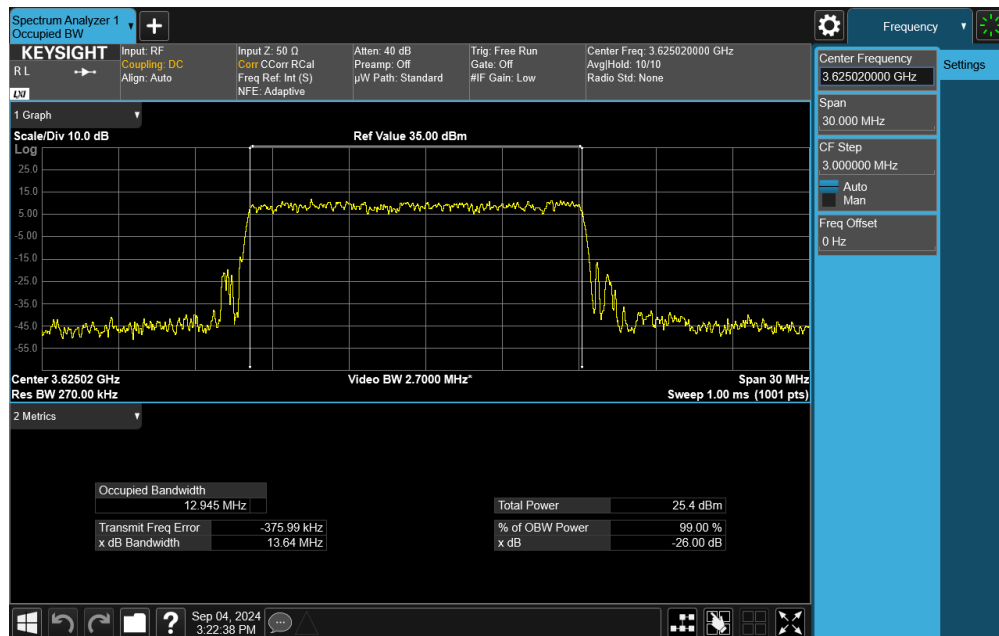 Spectrum Analyzer 1
Occupied BW
Frequency
KEYSIGHT
R L
LXI
Input: RF
Coupling: DC
Align: Auto
Input Z: 50 Ω
Corr CCorr RCal
Freq Ref: Int (S)
NFE: Adaptive
Atten: 40 dB
Preamp: Off
µW Path: Standard
Trig: Free Run
Gate: Off
#IF Gain: Low
Center Freq: 3.625020000 GHz
Avg|Hold: 10/10
Radio Std: None
Center Frequency
3.625020000 GHz
Settings
Span
30.000 MHz
CF Step
3.000000 MHz
Auto
Man
Freq Offset
0 Hz
1 Graph
Scale/Div 10.0 dB
Ref Value 35.00 dBm
Log
25.0
15.0
5.00
-5.00
-15.0
-25.0
-35.0
-45.0
-55.0
Center 3.62502 GHz
Video BW 2.7000 MHz*
Span 30 MHz
Res BW 270.00 kHz
Sweep 1.00 ms (1001 pts)
2 Metrics
Occupied Bandwidth
12.945 MHz
Total Power 25.4 dBm
Transmit Freq Error -375.99 kHz
% of OBW Power 99.00 %
x dB Bandwidth 13.64 MHz
x dB -26.00 dB
Sep 04, 2024
3:22:38 PM